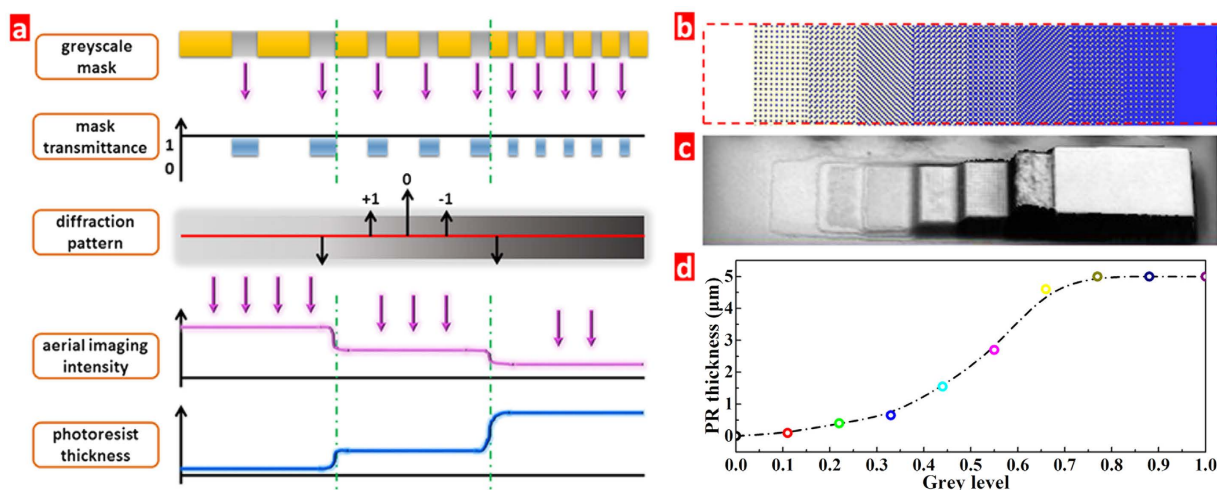 a
greyscale
mask
mask
transmittance
1
0
diffraction
pattern
+1
0
-1
aerial imaging
intensity
photoresist
thickness
b
c
d
PR thickness (μm)
5
4
3
2
1
0
0.0 0.1 0.2 0.3 0.4 0.5 0.6 0.7 0.8 0.9 1.0
Grey level